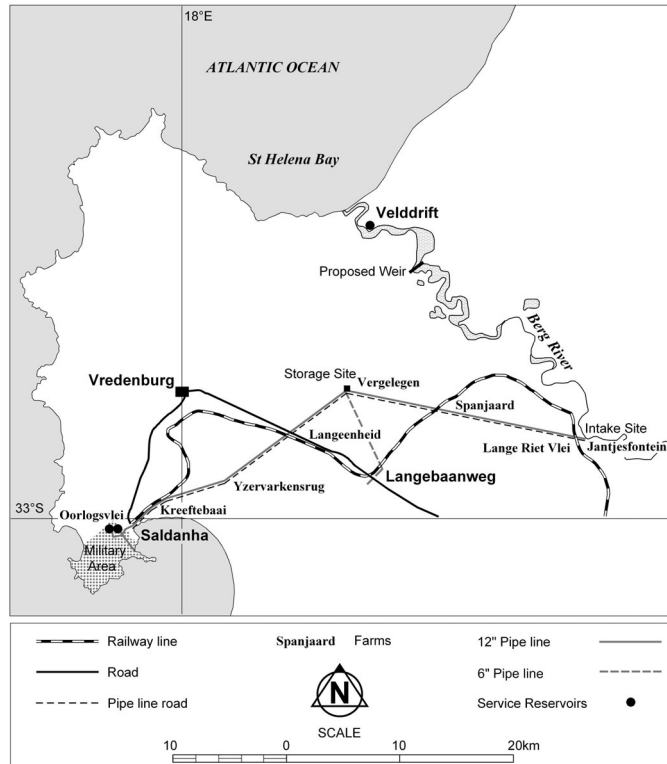 18°E
ATLANTIC OCEAN
St HELENA Bay
Velddrift
Proposed Weir
Berg River
Storage Site
Vergelegen
Vredenburg
Spanjaard
Intake Site
Langeenheid
Lange Riet Vlei
Jantjesfontein
Langebaanweg
Yzervarkensrug
Kreeftebaai
33°S
Oorlogsvlei
Saldanha
Military
Area
Railway line
Spanjaard Farms
12" Pipe line
Road
6" Pipe line
Pipe line road
N
Service Reservoirs
SCALE
10 0 10 20km